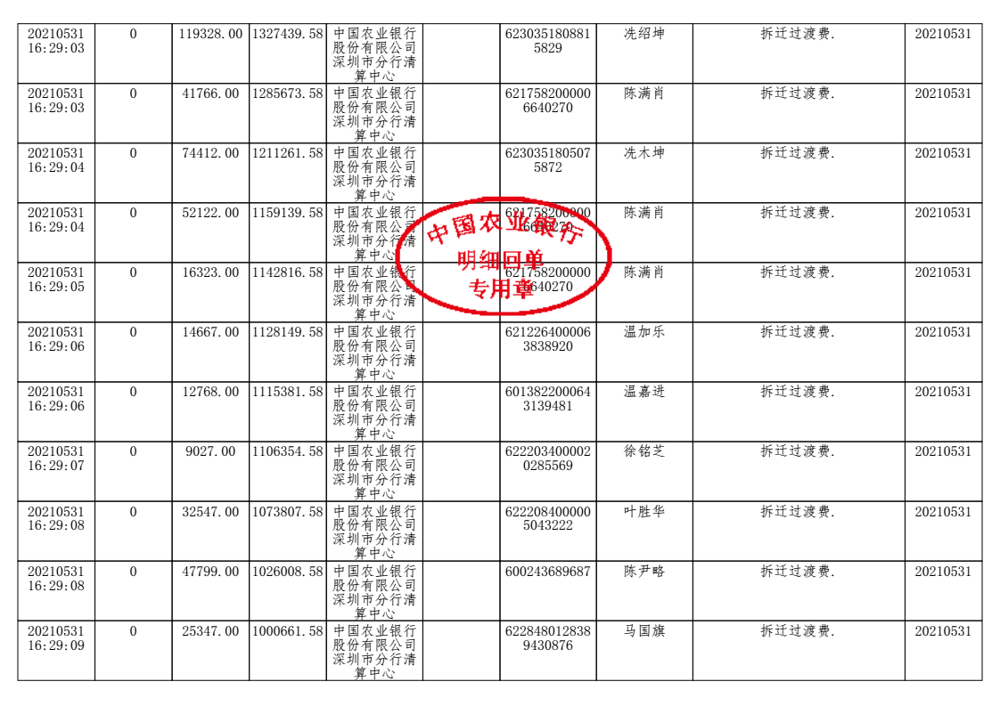 20210531 0 119328.00 1327439.58 中国农业银行 623035180881 冼绍坤 拆迁过渡费. 20210531
16:29:03 股份有限公司 5829
深圳市分行清
算中心
20210531 0 41766.00 1285673.58 中国农业银行 621758200000 陈满肖 拆迁过渡费. 20210531
16:29:03 股份有限公司 6640270
深圳市分行清
算中心
20210531 0 74412.00 1211261.58 中国农业银行 623035180507 冼木坤 拆迁过渡费. 20210531
16:29:04 股份有限公司 5872
深圳市分行清
算中心
20210531 0 52122.00 1159139.58 中国农业银行 621758200000 陈满肖 拆迁过渡费. 20210531
16:29:04 股份有限公司 6640270
深圳市分行清
算中心
中国农业银行
明细回单
专用章
20210531 0 16323.00 1142816.58 中国农业银行 621758200000 陈满肖 拆迁过渡费. 20210531
16:29:05 股份有限公司 6640270
深圳市分行清
算中心
20210531 0 14667.00 1128149.58 中国农业银行 621226400006 温加乐 拆迁过渡费. 20210531
16:29:06 股份有限公司 3838920
深圳市分行清
算中心
20210531 0 12768.00 1115381.58 中国农业银行 601382200064 温嘉进 拆迁过渡费. 20210531
16:29:06 股份有限公司 3139481
深圳市分行清
算中心
20210531 0 9027.00 1106354.58 中国农业银行 622203400002 徐铭芝 拆迁过渡费. 20210531
16:29:07 股份有限公司 0285569
深圳市分行清
算中心
20210531 0 32547.00 1073807.58 中国农业银行 622208400000 叶胜华 拆迁过渡费. 20210531
16:29:08 股份有限公司 5043222
深圳市分行清
算中心
20210531 0 47799.00 1026008.58 中国农业银行 600243689687 陈尹略 拆迁过渡费. 20210531
16:29:08 股份有限公司
深圳市分行清
算中心
20210531 0 25347.00 1000661.58 中国农业银行 622848012838 马国旗 拆迁过渡费. 20210531
16:29:09 股份有限公司 9430876
深圳市分行清
算中心